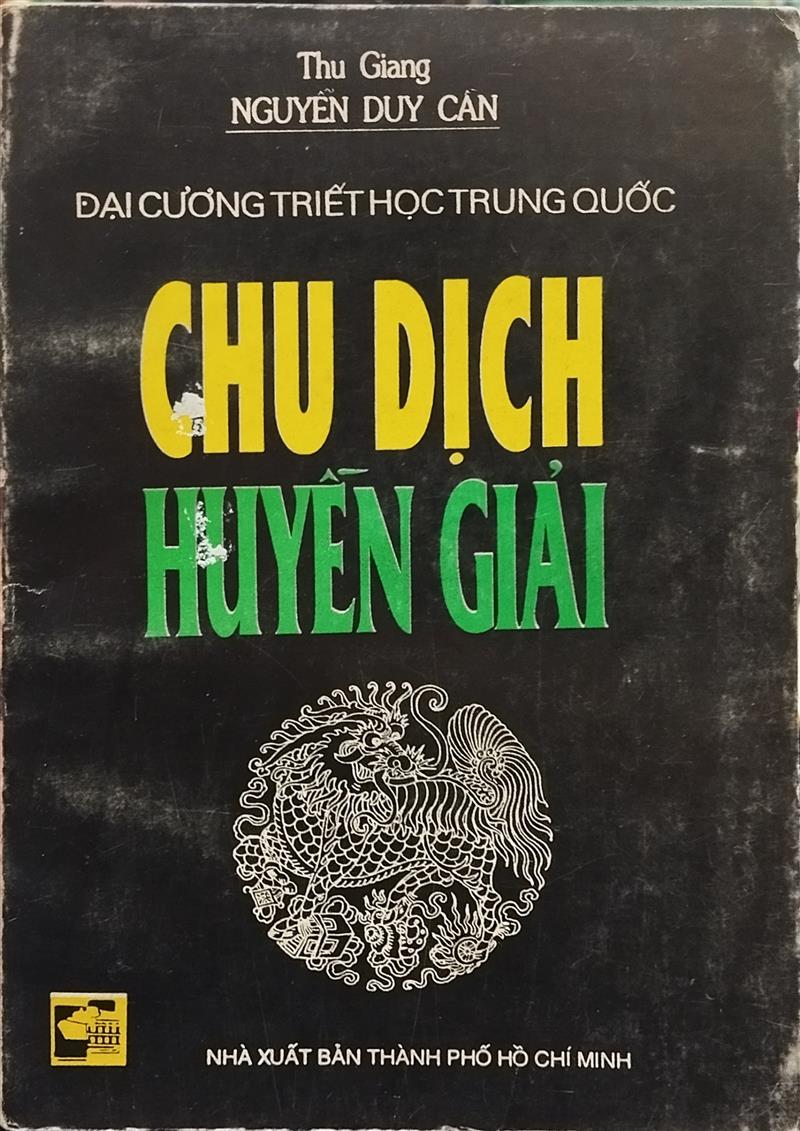 Thu Giang
NGUYỄN DUY CẦN
ĐẠI CƯƠNG TRIẾT HỌC TRUNG QUỐC
CHU DỊCH
HUYỀN GIẢI
NHÀ XUẤT BẢN THÀNH PHỐ HỒ CHÍ MINH